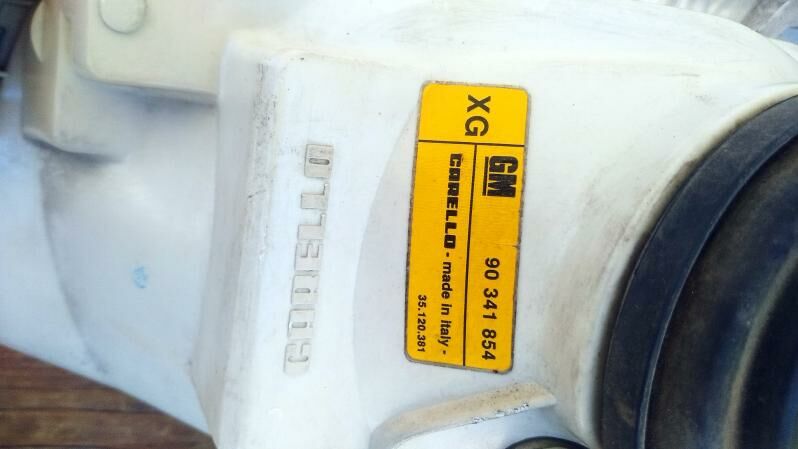 XG
GM 90 341 854
CARELLO - made in italy -
35.120.381
CARELLO